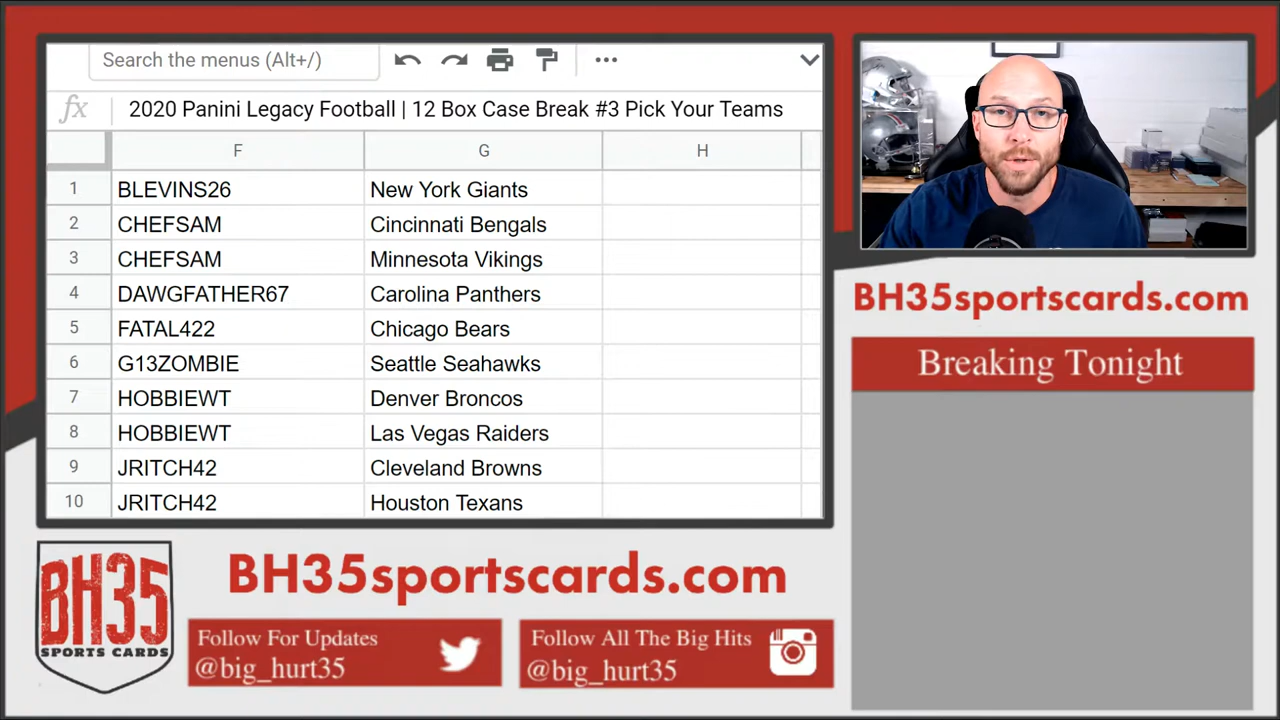 Search the menus (Alt+/)
fx 2020 Panini Legacy Football | 12 Box Case Break #3 Pick Your Teams
F G H
1 BLEVINS26 New York Giants
2 CHEFSAM Cincinnati Bengals
3 CHEFSAM Minnesota Vikings
4 DAWGFATHER67 Carolina Panthers
5 FATAL422 Chicago Bears
6 G13ZOMBIE Seattle Seahawks
7 HOBBIEWT Denver Broncos
8 HOBBIEWT Las Vegas Raiders
9 JRITCH42 Cleveland Browns
10 JRITCH42 Houston Texans
BH35sportscards.com
Breaking Tonight
BH35
SPORTS CARDS
BH35sportscards.com
Follow For Updates
@big_hurt35
Follow All The Big Hits
@big_hurt35